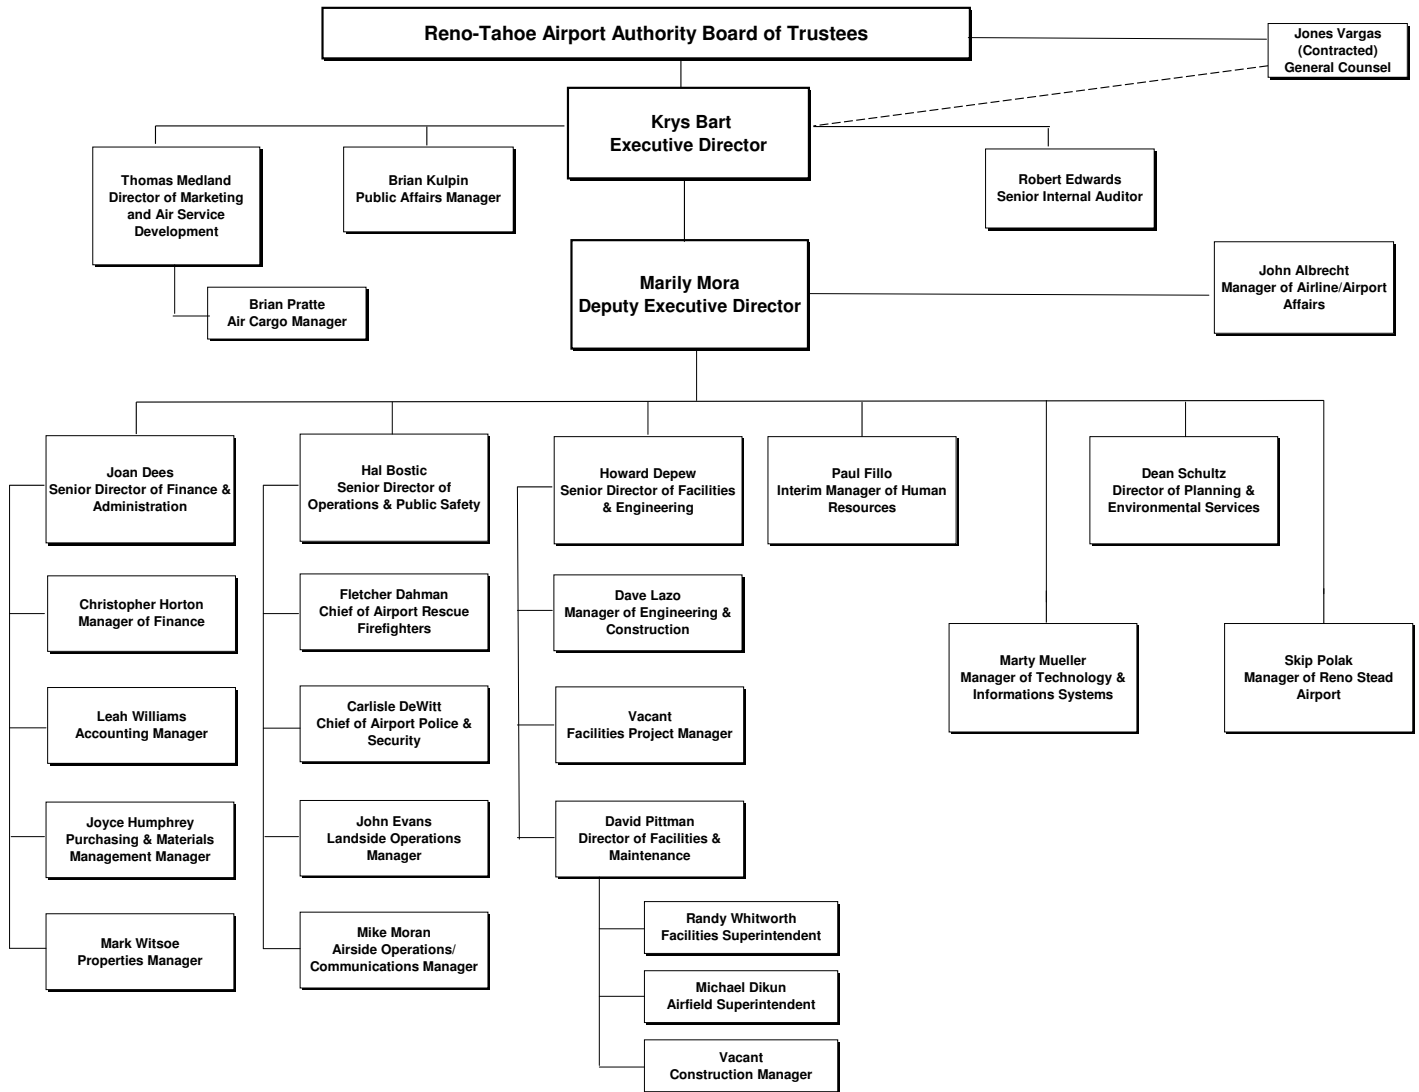 Reno-Tahoe Airport Authority Board of Trustees
Jones Vargas
(Contracted)
General Counsel
Krys Bart
Executive Director
Thomas Medland
Director of Marketing
and Air Service
Development
Brian Kulpin
Public Affairs Manager
Robert Edwards
Senior Internal Auditor
Brian Pratte
Air Cargo Manager
Marily Mora
Deputy Executive Director
John Albrecht
Manager of Airline/Airport
Affairs
Joan Dees
Senior Director of Finance &
Administration
Hal Bostic
Senior Director of
Operations & Public Safety
Howard Depew
Senior Director of Facilities
& Engineering
Paul Fillo
Interim Manager of Human
Resources
Dean Schultz
Director of Planning &
Environmental Services
Christopher Horton
Manager of Finance
Fletcher Dahman
Chief of Airport Rescue
Firefighters
Dave Lazo
Manager of Engineering &
Construction
Marty Mueller
Manager of Technology &
Informations Systems
Skip Polak
Manager of Reno Stead
Airport
Leah Williams
Accounting Manager
Carlisle DeWitt
Chief of Airport Police &
Security
Vacant
Facilities Project Manager
Joyce Humphrey
Purchasing & Materials
Management Manager
John Evans
Landside Operations
Manager
David Pittman
Director of Facilities &
Maintenance
Mark Witsoe
Properties Manager
Mike Moran
Airside Operations/
Communications Manager
Randy Whitworth
Facilities Superintendent
Michael Dikun
Airfield Superintendent
Vacant
Construction Manager